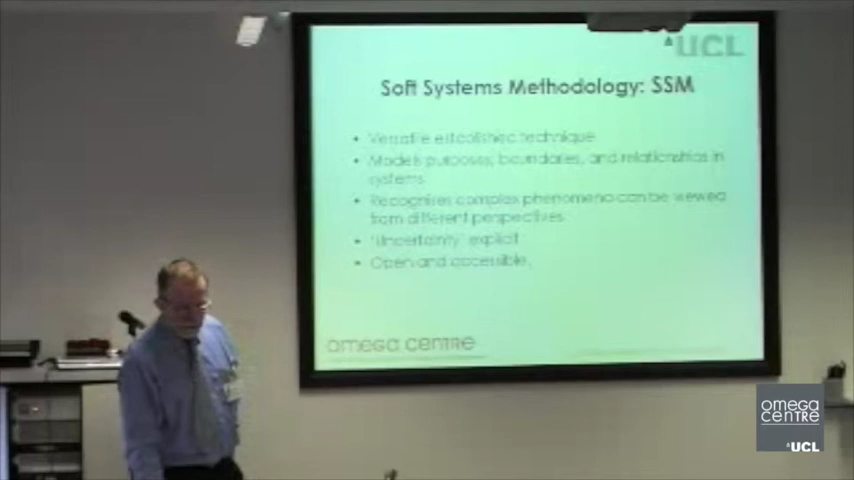 UCL
Soft Systems Methodology: SSM
• Versatile established technique
• Models purposes, boundaries, and relationships in
systems
• Recognises complex phenomena can be viewed
from different perspectives
• 'Uncertainty' explicit
• Open and accessible.
omega centre
omega
centre
UCL